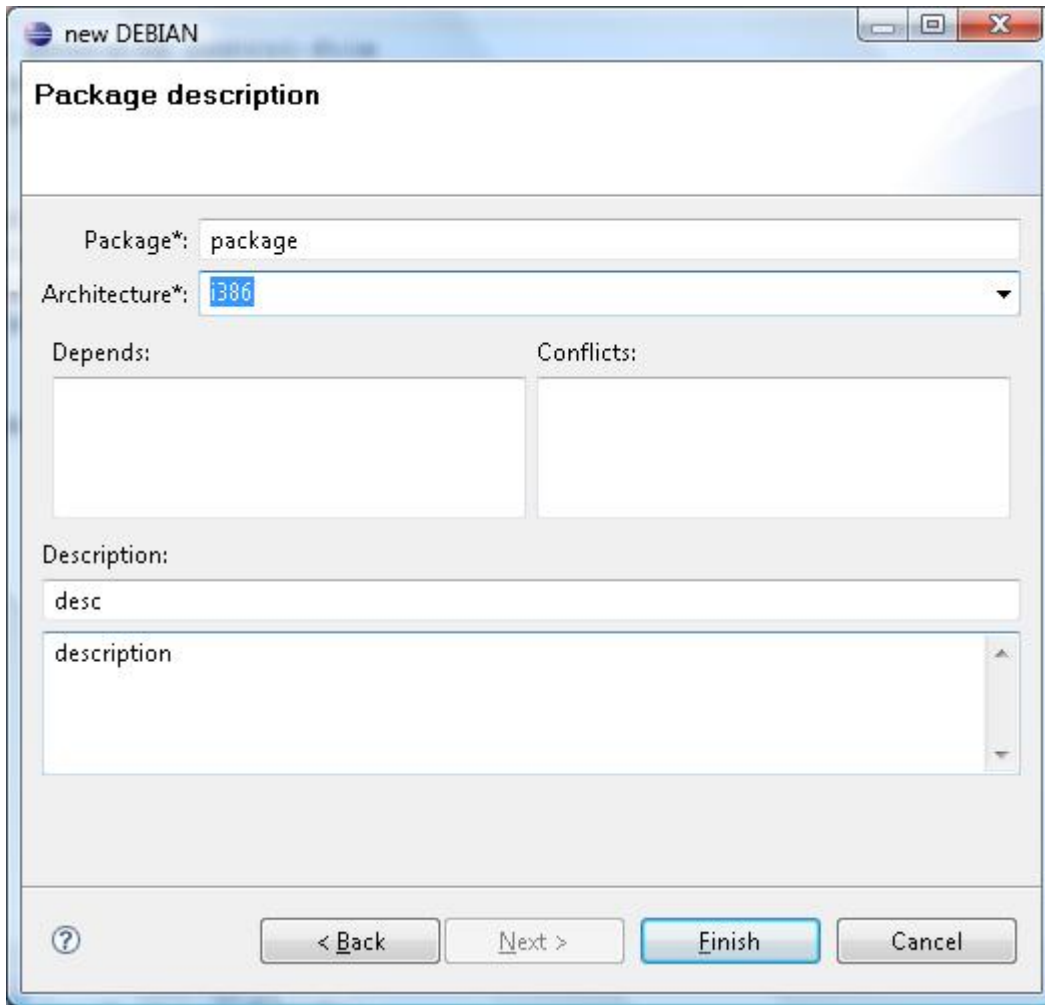 new DEBIAN
Package description
Package*: package
Architecture*: i386
Depends: Conflicts:
Description:
desc
description
< Back Next > Finish Cancel